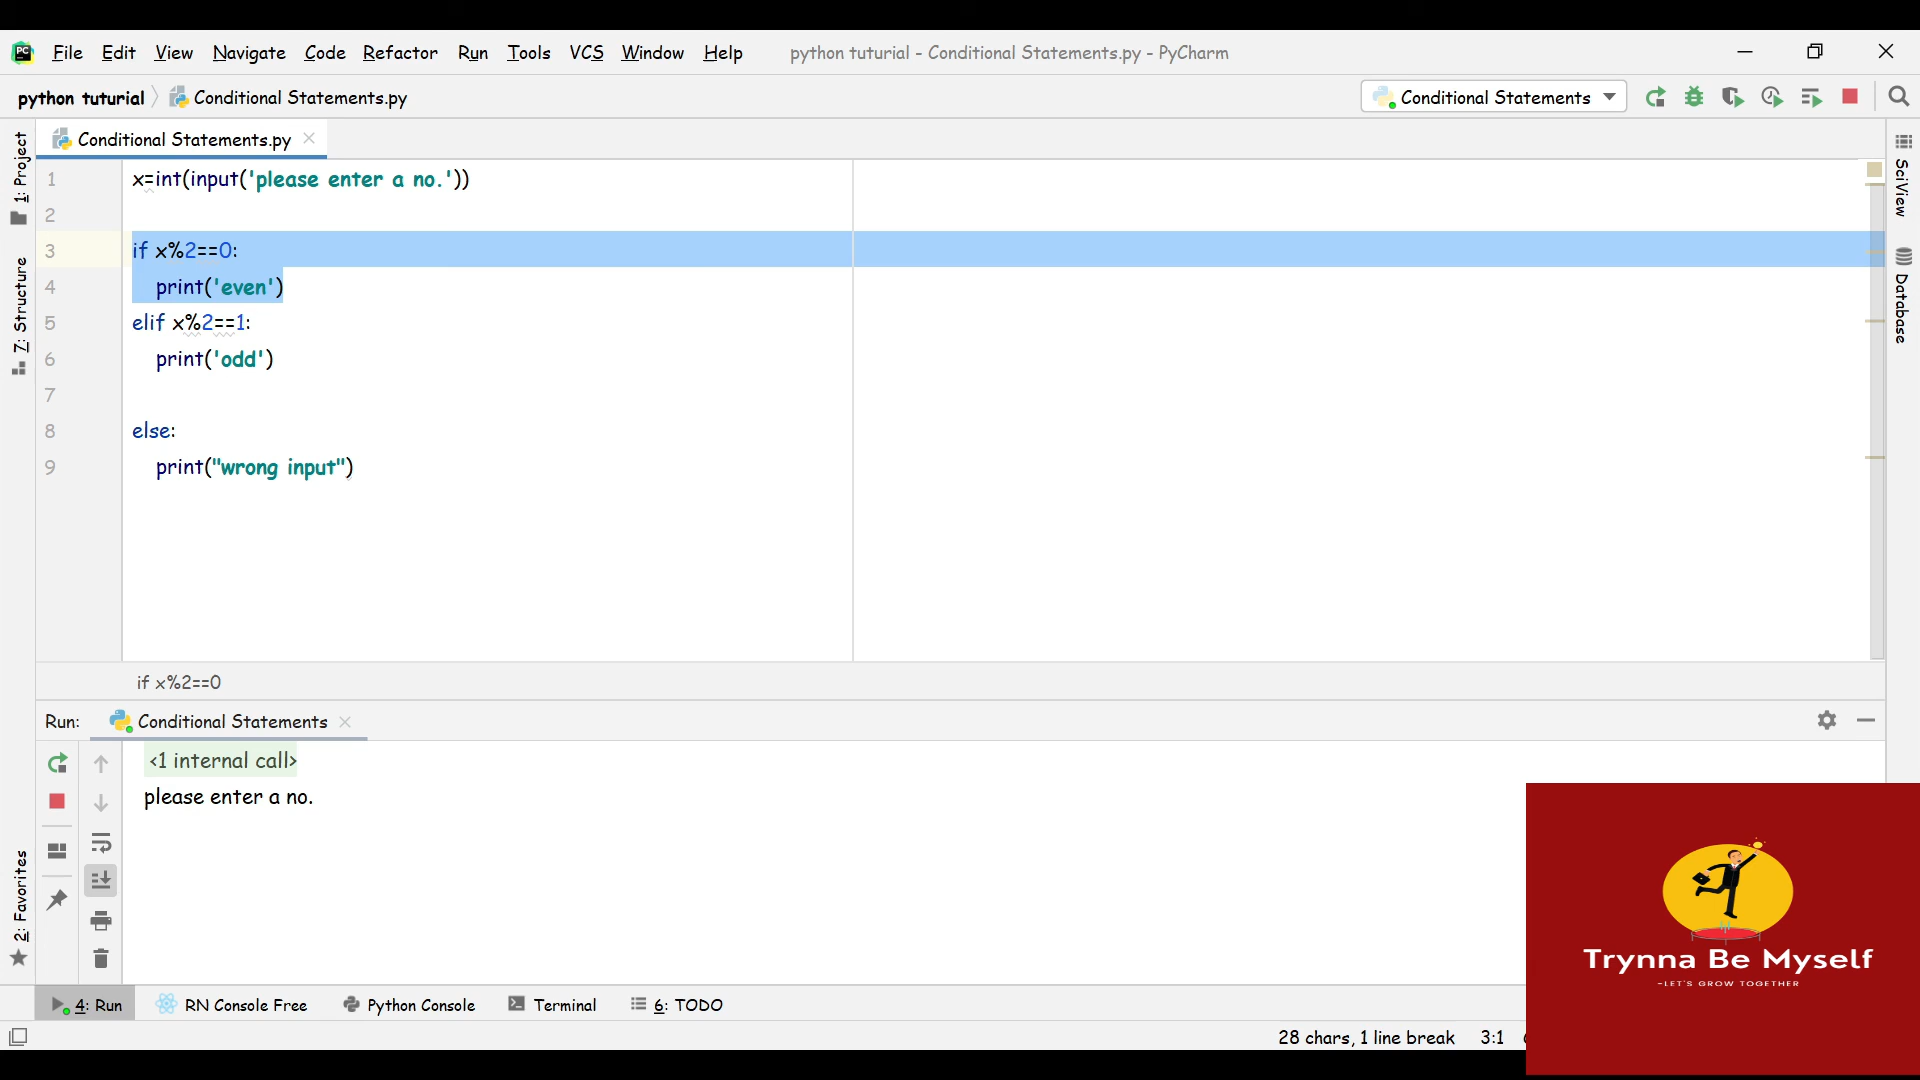 File Edit View Navigate Code Refactor Run Tools VCS Window Help python tuturial - Conditional Statements.py - PyCharm
python tuturial Conditional Statements.py Conditional Statements
Conditional Statements.py
1 x=int(input('please enter a no.'))
2
3 if x%2==0:
4 print('even')
5 elif x%2==1:
6 print('odd')
7
8 else:
9 print("wrong input")
if x%2==0
1: Project
7: Structure
2: Favorites
SciView
Database
Run: Conditional Statements
<1 internal call>
please enter a no.
Trynna Be Myself
-LET'S GROW TOGETHER
4: Run RN Console Free Python Console Terminal 6: TODO
28 chars, 1 line break 3:1